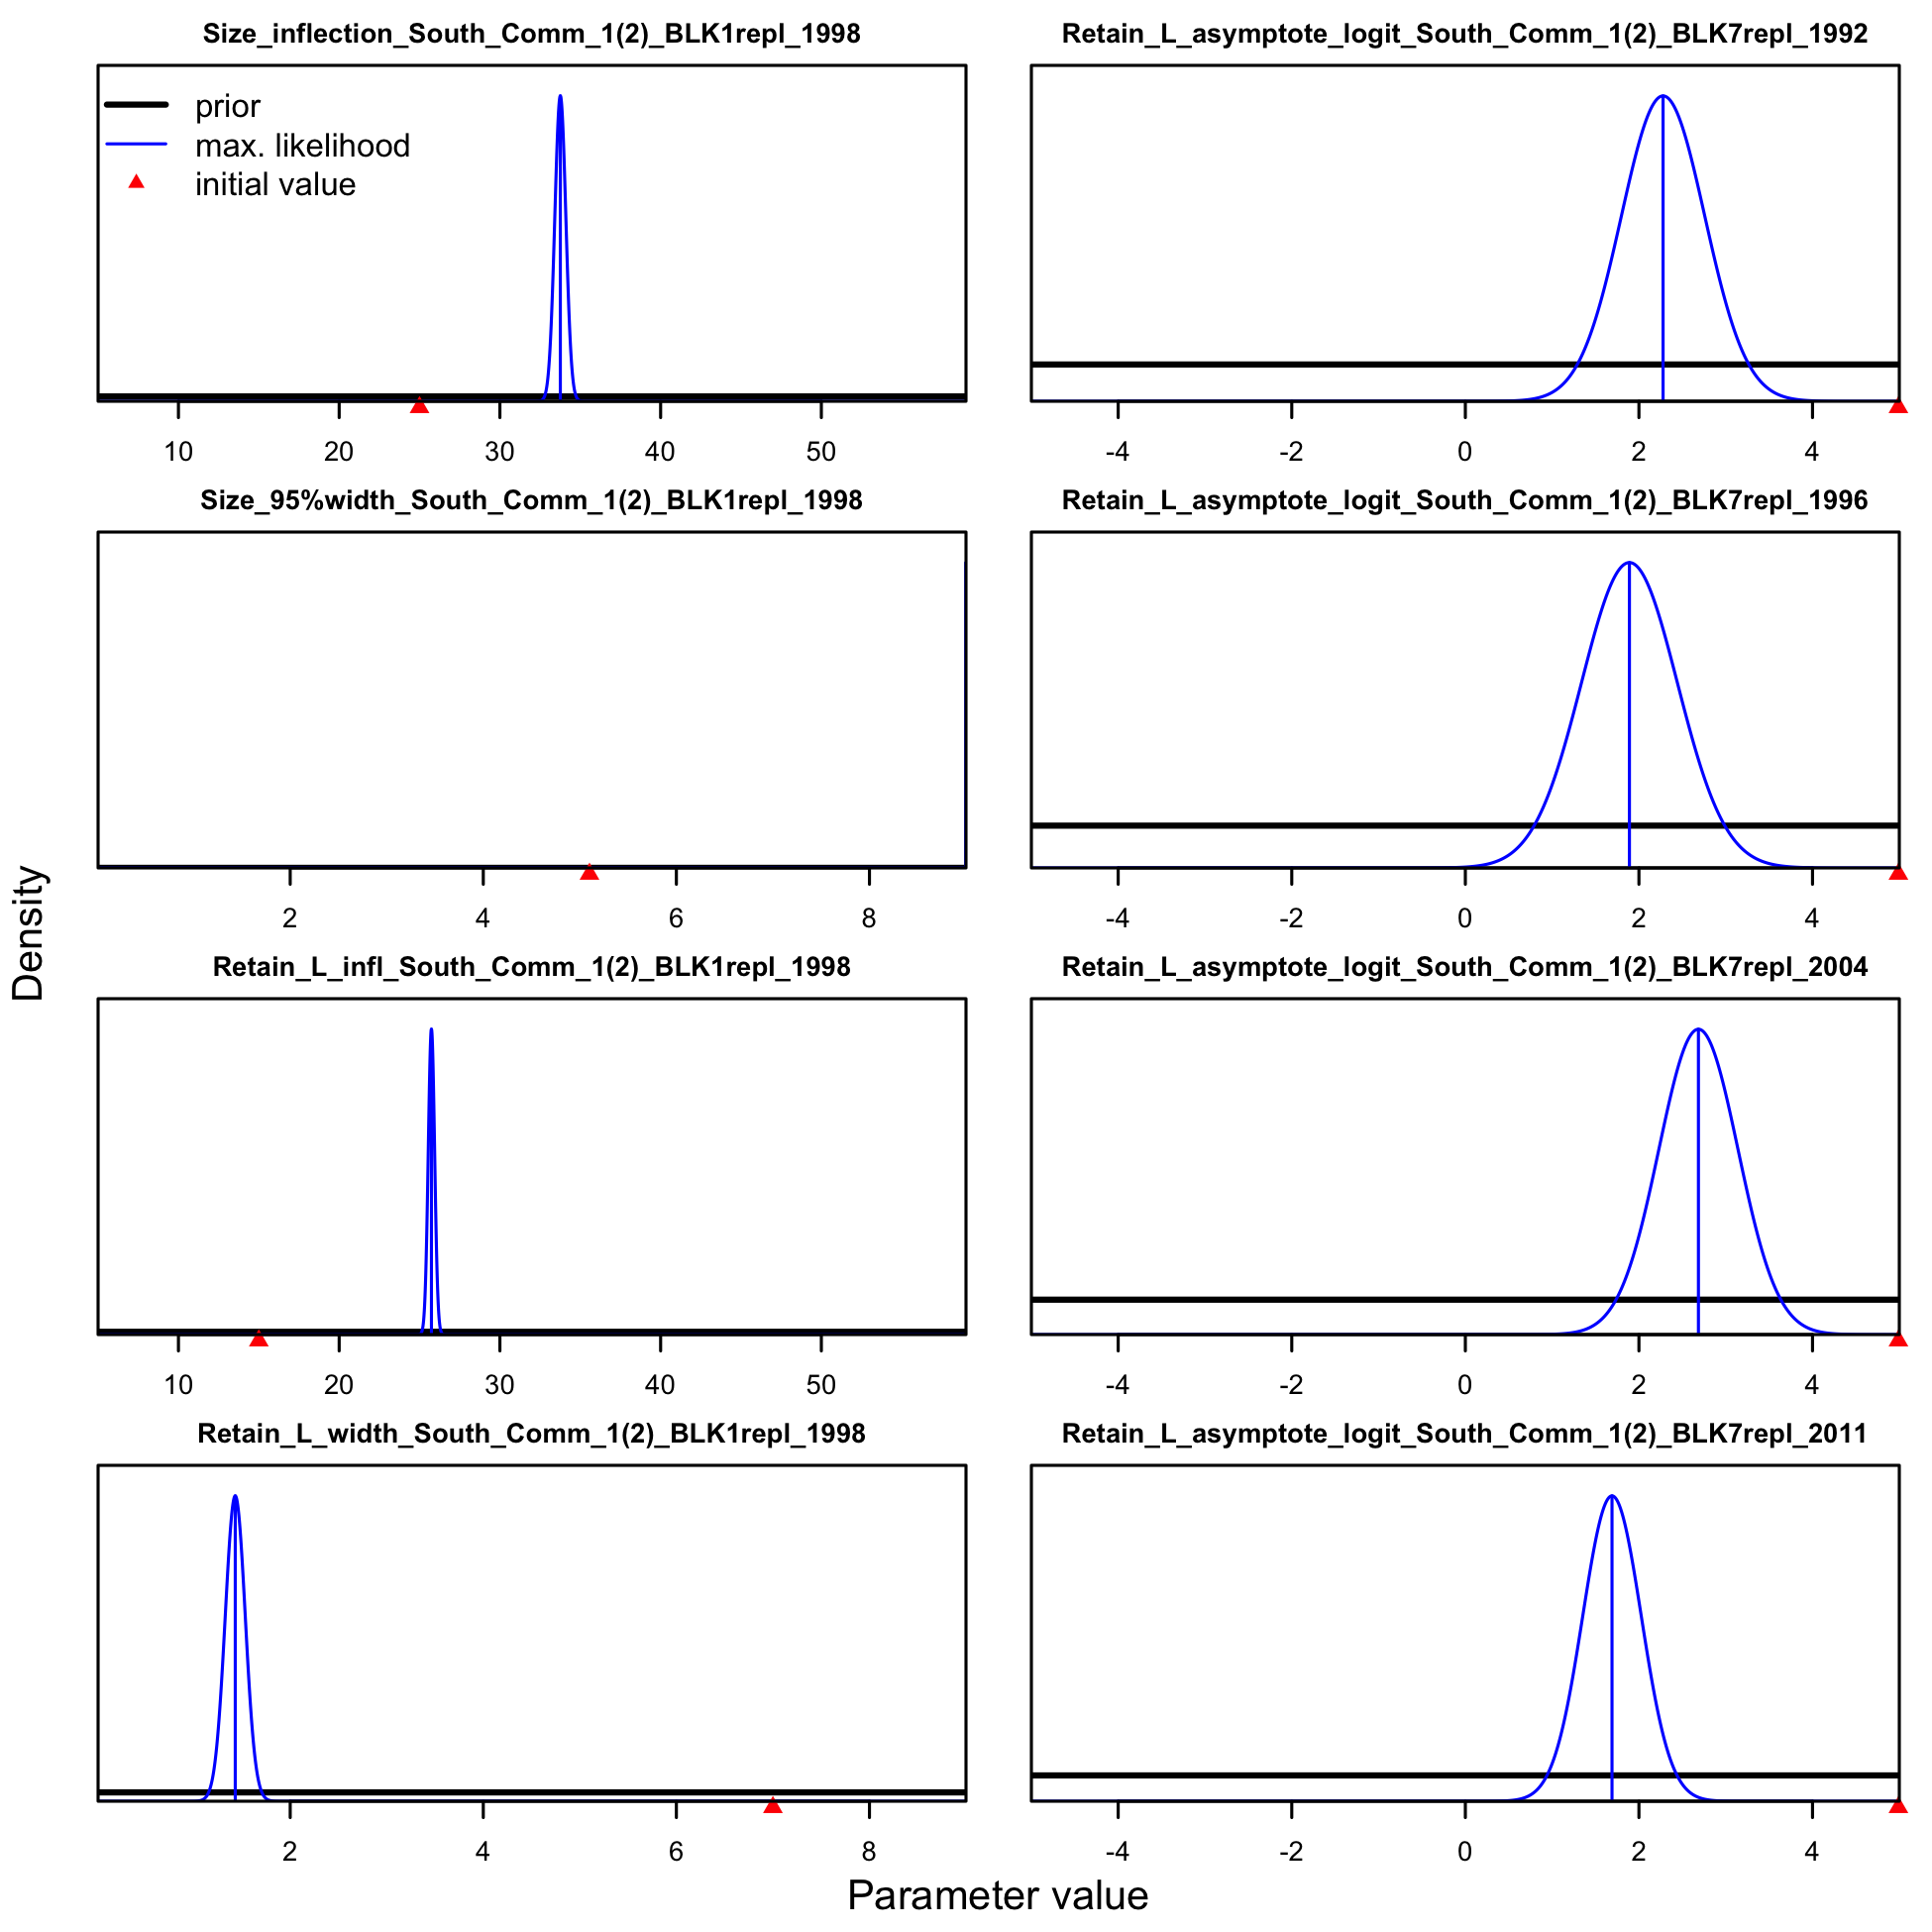 Size_inflection_South_Comm_1(2)_BLK1repl_1998
prior
max. likelihood
initial value
10 20 30 40 50
Retain_L_asymptote_logit_South_Comm_1(2)_BLK7repl_1992
-4 -2 0 2 4
Size_95%width_South_Comm_1(2)_BLK1repl_1998
2 4 6 8
Retain_L_asymptote_logit_South_Comm_1(2)_BLK7repl_1996
-4 -2 0 2 4
Retain_L_infl_South_Comm_1(2)_BLK1repl_1998
10 20 30 40 50
Retain_L_asymptote_logit_South_Comm_1(2)_BLK7repl_2004
-4 -2 0 2 4
Retain_L_width_South_Comm_1(2)_BLK1repl_1998
2 4 6 8
Retain_L_asymptote_logit_South_Comm_1(2)_BLK7repl_2011
-4 -2 0 2 4
Density
Parameter value